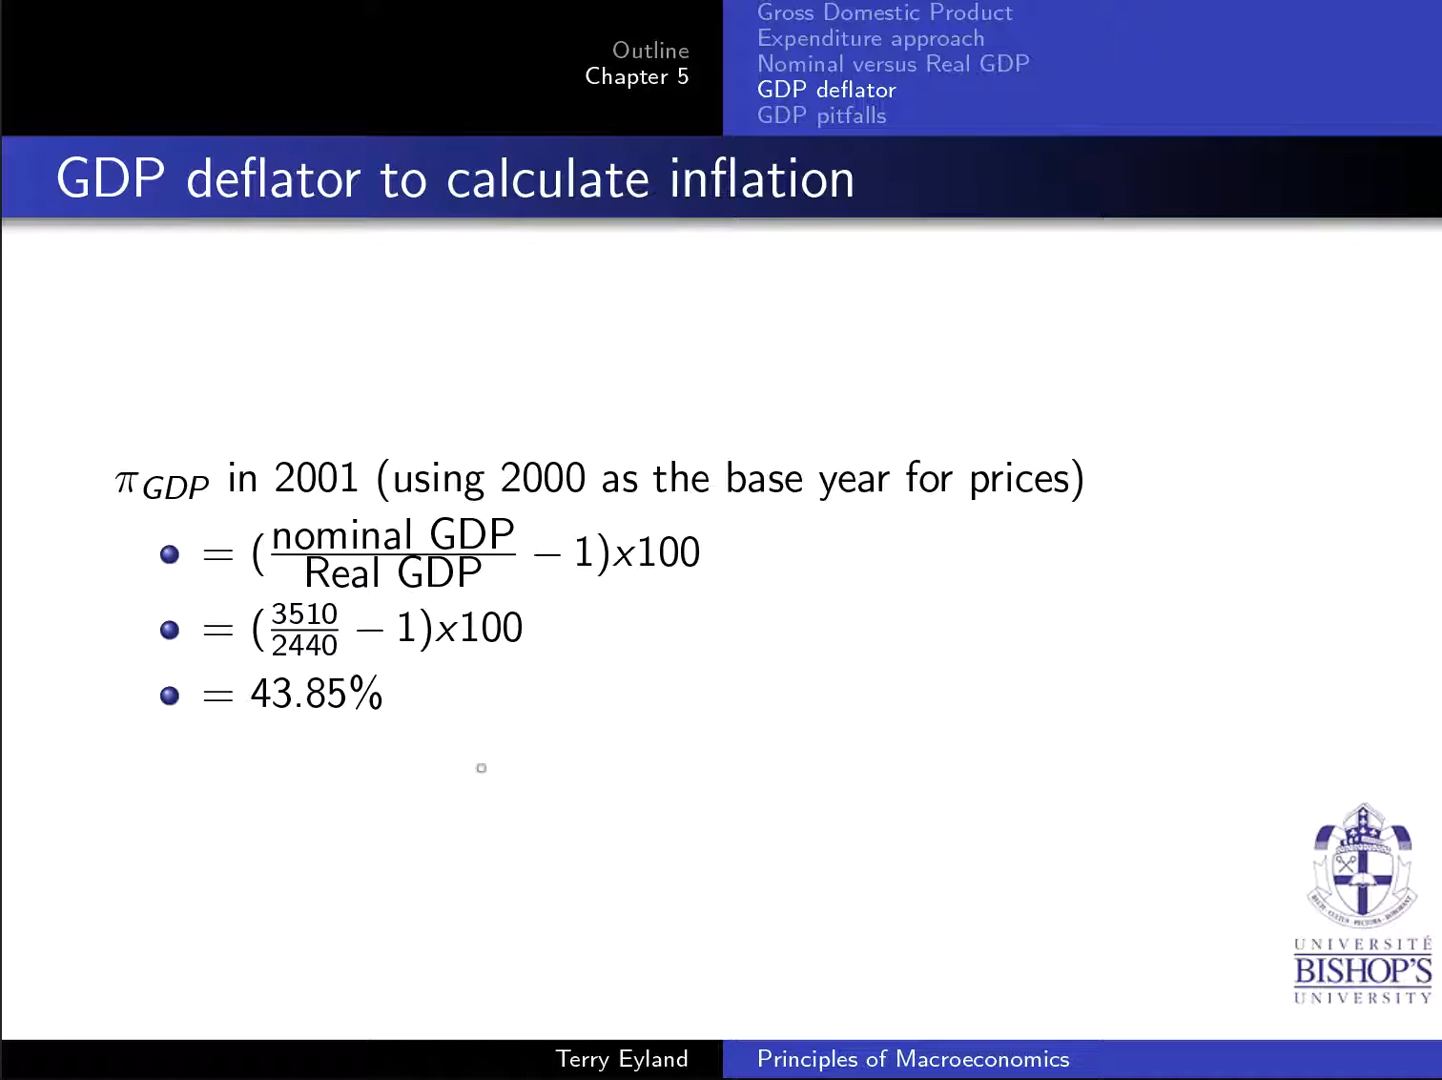 Outline
Chapter 5
Gross Domestic Product
Expenditure approach
Nominal versus Real GDP
GDP deflator
GDP pitfalls
GDP deflator to calculate inflation
π_GDP in 2001 (using 2000 as the base year for prices)
= (nominal GDP / Real GDP − 1)x100
= (3510 / 2440 − 1)x100
= 43.85%
UNIVERSITÉ
BISHOP'S
UNIVERSITY
Terry Eyland
Principles of Macroeconomics